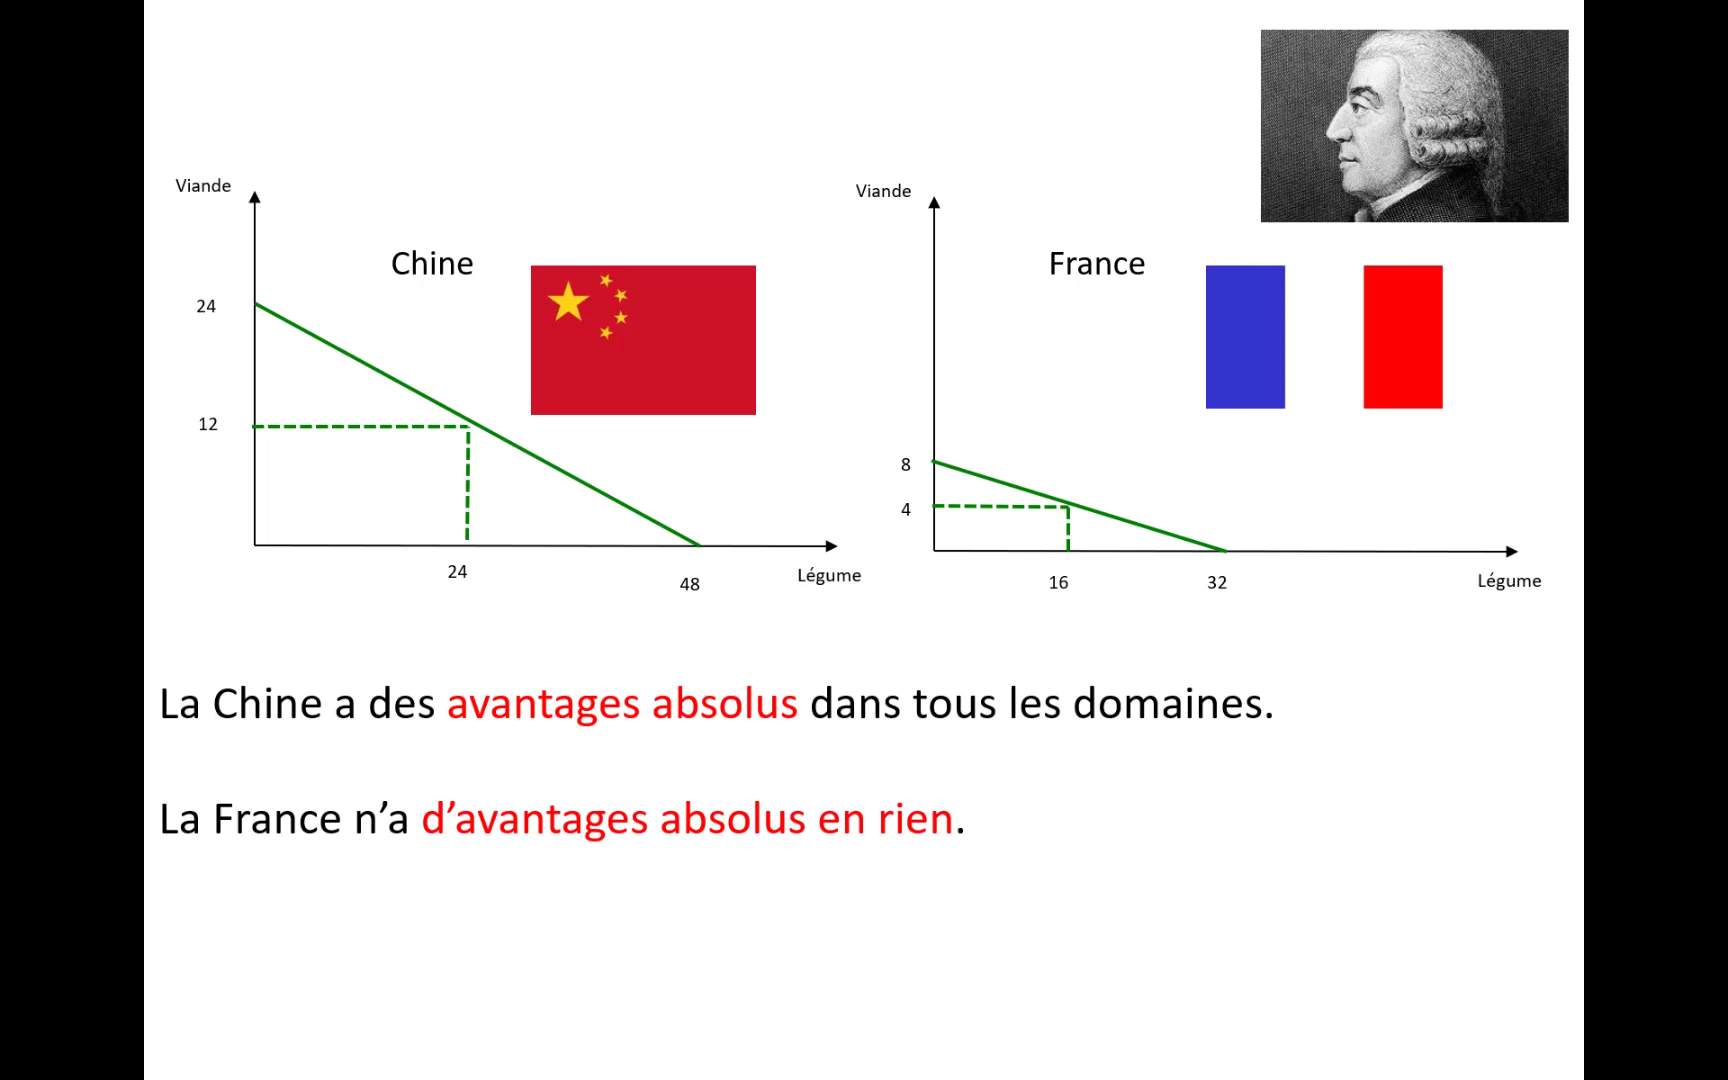 Viande
Chine
24
12
24
48
Légume
Viande
France
8
4
16
32
Légume
La Chine a des avantages absolus dans tous les domaines.
La France n’a d’avantages absolus en rien.